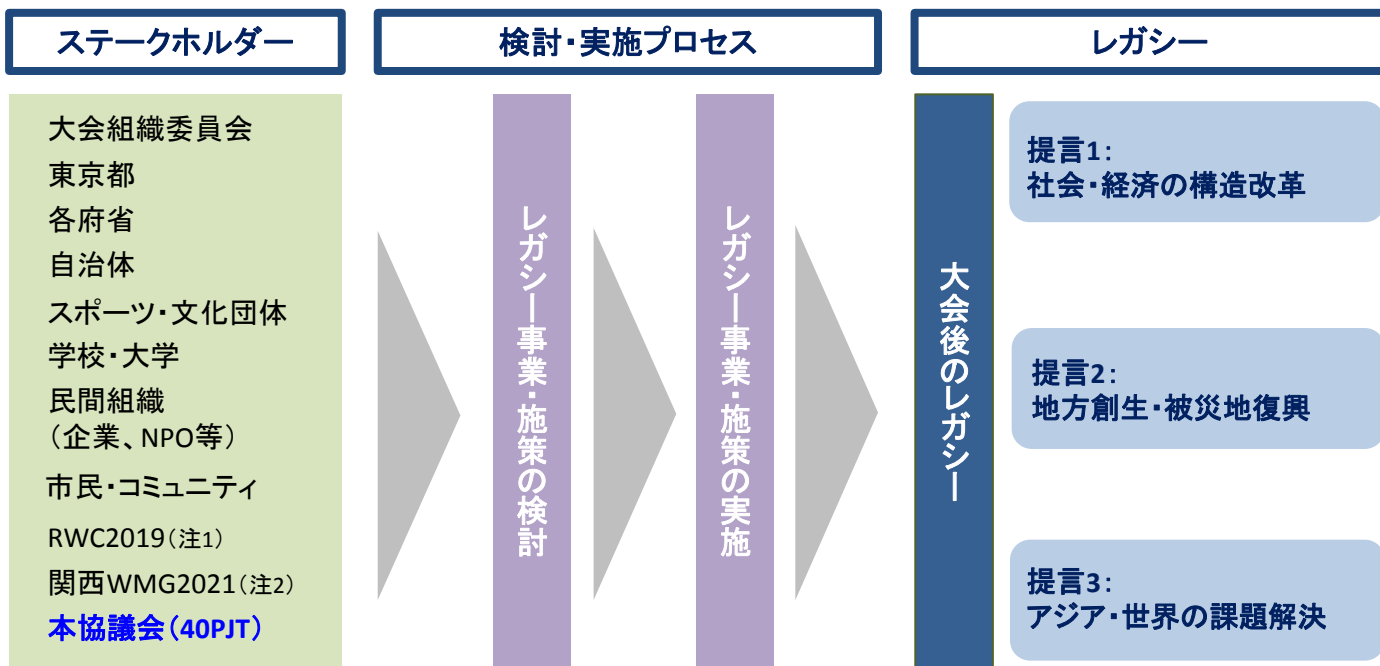 ステークホルダー
検討・実施プロセス
レガシー
大会組織委員会
東京都
各府省
自治体
スポーツ・文化団体
学校・大学
民間組織
（企業、NPO等）
市民・コミュニティ
RWC2019（注1）
関西WMG2021（注2）
本協議会（40PJT）
レガシー事業・施策の検討
レガシー事業・施策の実施
大会後のレガシー
提言1：
社会・経済の構造改革
提言2：
地方創生・被災地復興
提言3：
アジア・世界の課題解決